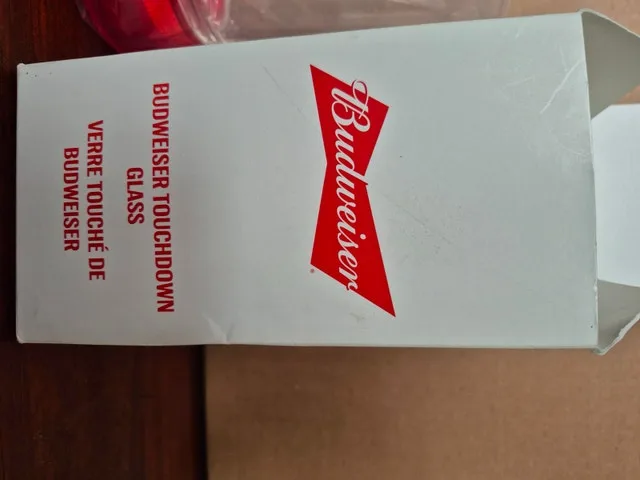 Budweiser
BUDWEISER TOUCHDOWN
GLASS
VERRE TOUCHÉ DE
BUDWEISER